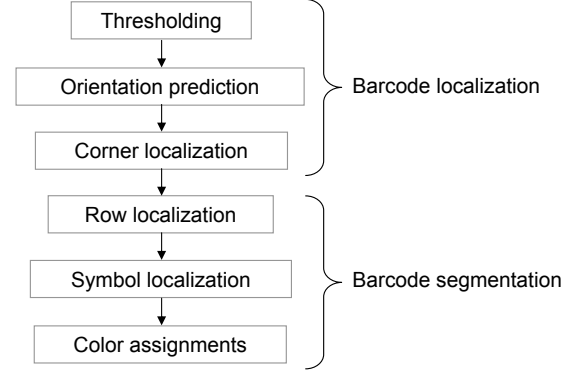 Thresholding
Orientation prediction
Barcode localization
Corner localization
Row localization
Symbol localization
Barcode segmentation
Color assignments